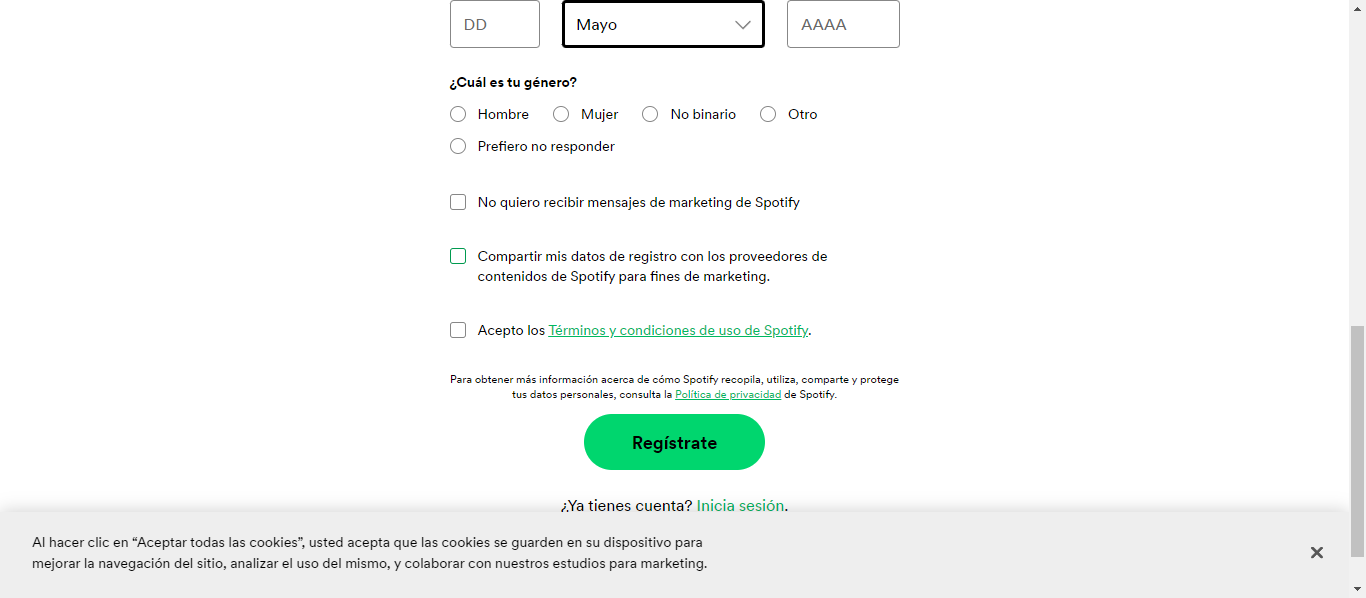 DD Mayo AAAA
¿Cuál es tu género?
Hombre Mujer No binario Otro
Prefiero no responder
No quiero recibir mensajes de marketing de Spotify
Compartir mis datos de registro con los proveedores de
contenidos de Spotify para fines de marketing.
Acepto los Términos y condiciones de uso de Spotify.
Para obtener más información acerca de cómo Spotify recopila, utiliza, comparte y protege
tus datos personales, consulta la Política de privacidad de Spotify.
Regístrate
¿Ya tienes cuenta? Inicia sesión.
Al hacer clic en “Aceptar todas las cookies”, usted acepta que las cookies se guarden en su dispositivo para
mejorar la navegación del sitio, analizar el uso del mismo, y colaborar con nuestros estudios para marketing.